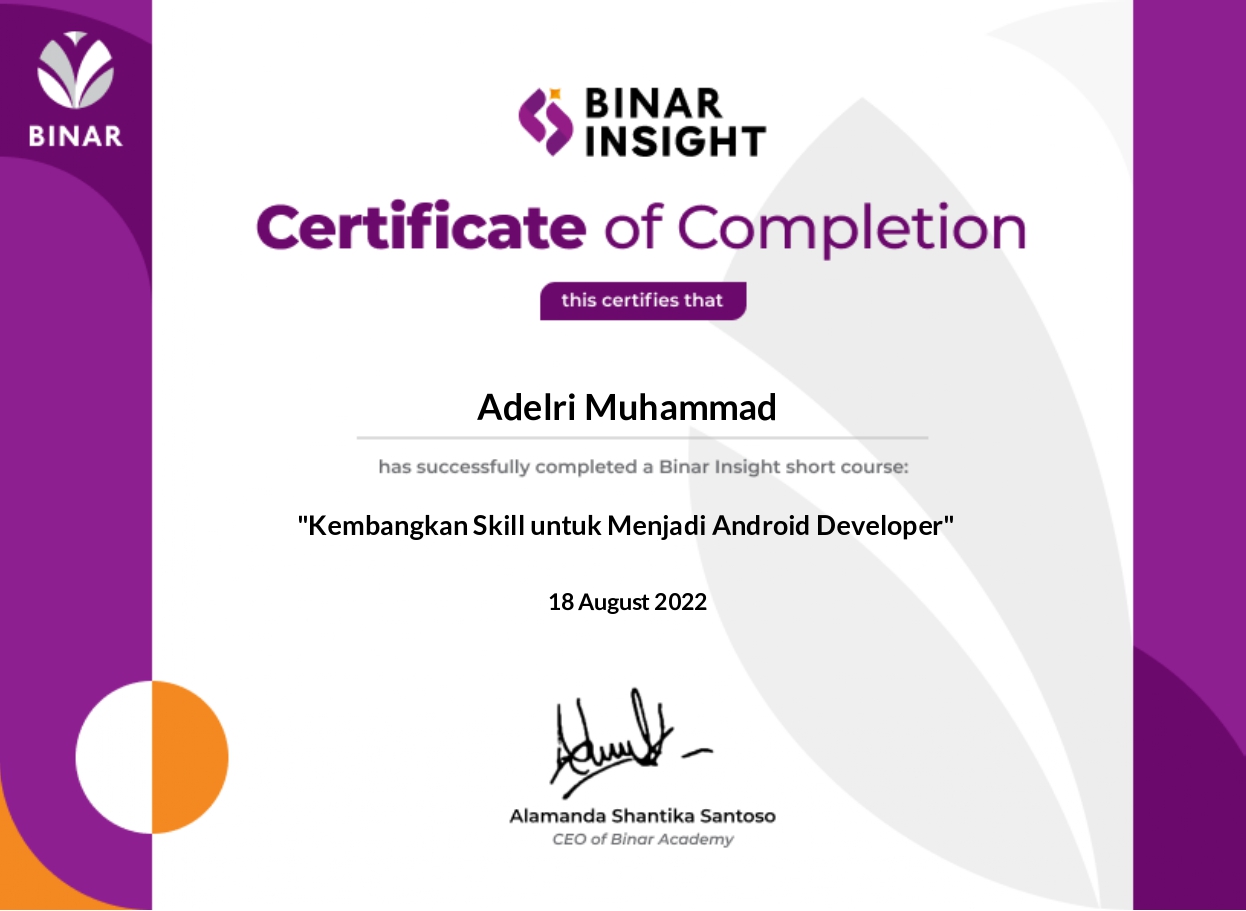 BINAR
BINAR
INSIGHT
Certificate of Completion
this certifies that
Adelri Muhammad
has successfully completed a Binar Insight short course:
"Kembangkan Skill untuk Menjadi Android Developer"
18 August 2022
Alamanda Shantika Santoso
CEO of Binar Academy